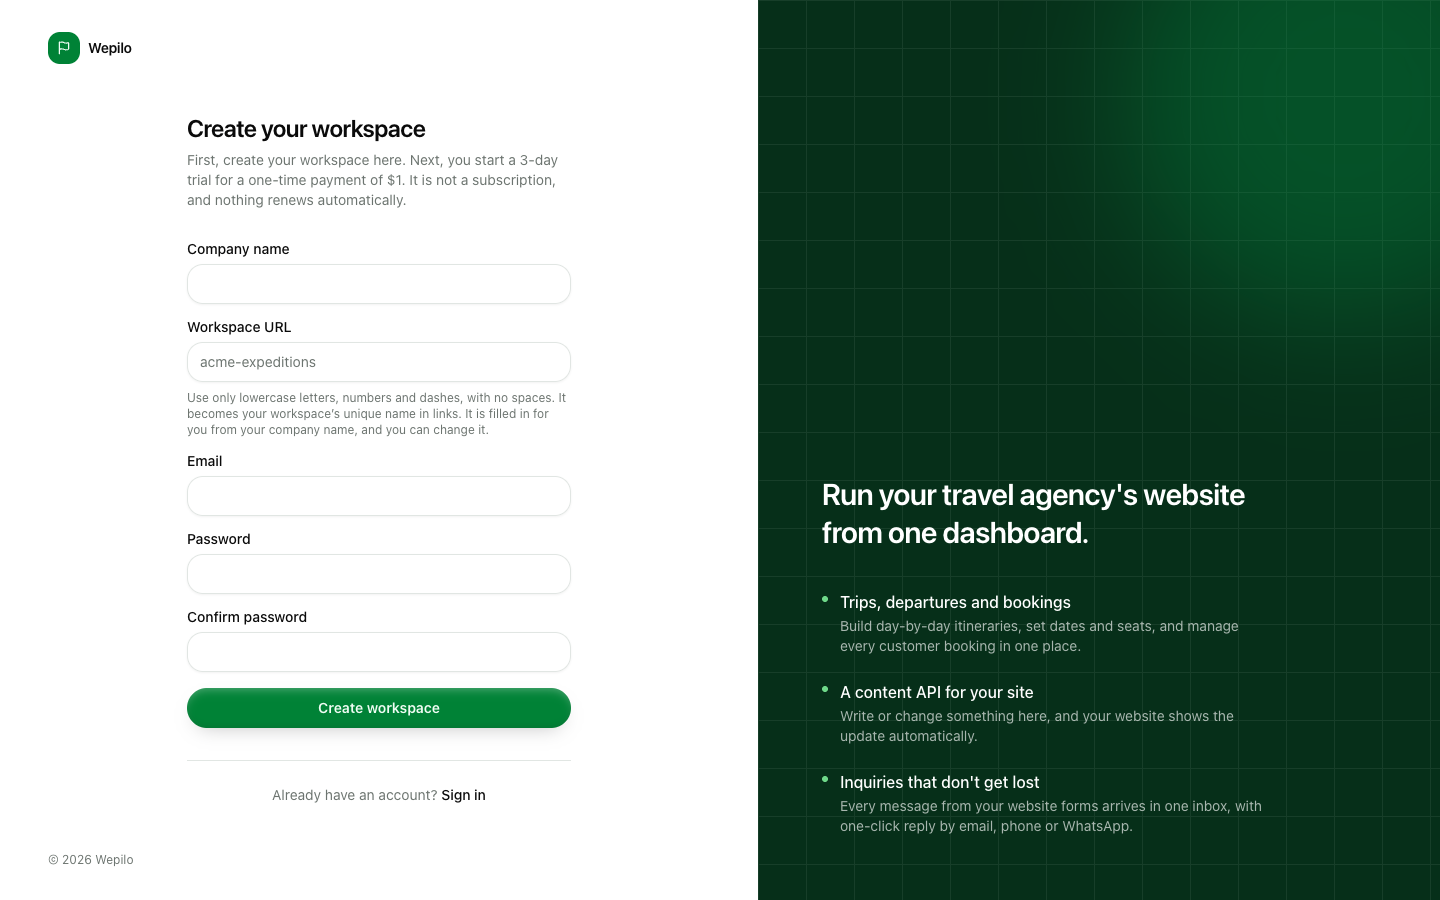 Wepilo
Create your workspace
First, create your workspace here. Next, you start a 3-day
trial for a one-time payment of $1. It is not a subscription,
and nothing renews automatically.
Company name
Workspace URL
acme-expeditions
Use only lowercase letters, numbers and dashes, with no spaces. It
becomes your workspace's unique name in links. It is filled in for
you from your company name, and you can change it.
Email
Password
Confirm password
Create workspace
Already have an account? Sign in
© 2026 Wepilo
Run your travel agency's website
from one dashboard.
Trips, departures and bookings
Build day-by-day itineraries, set dates and seats, and manage
every customer booking in one place.
A content API for your site
Write or change something here, and your website shows the
update automatically.
Inquiries that don't get lost
Every message from your website forms arrives in one inbox, with
one-click reply by email, phone or WhatsApp.